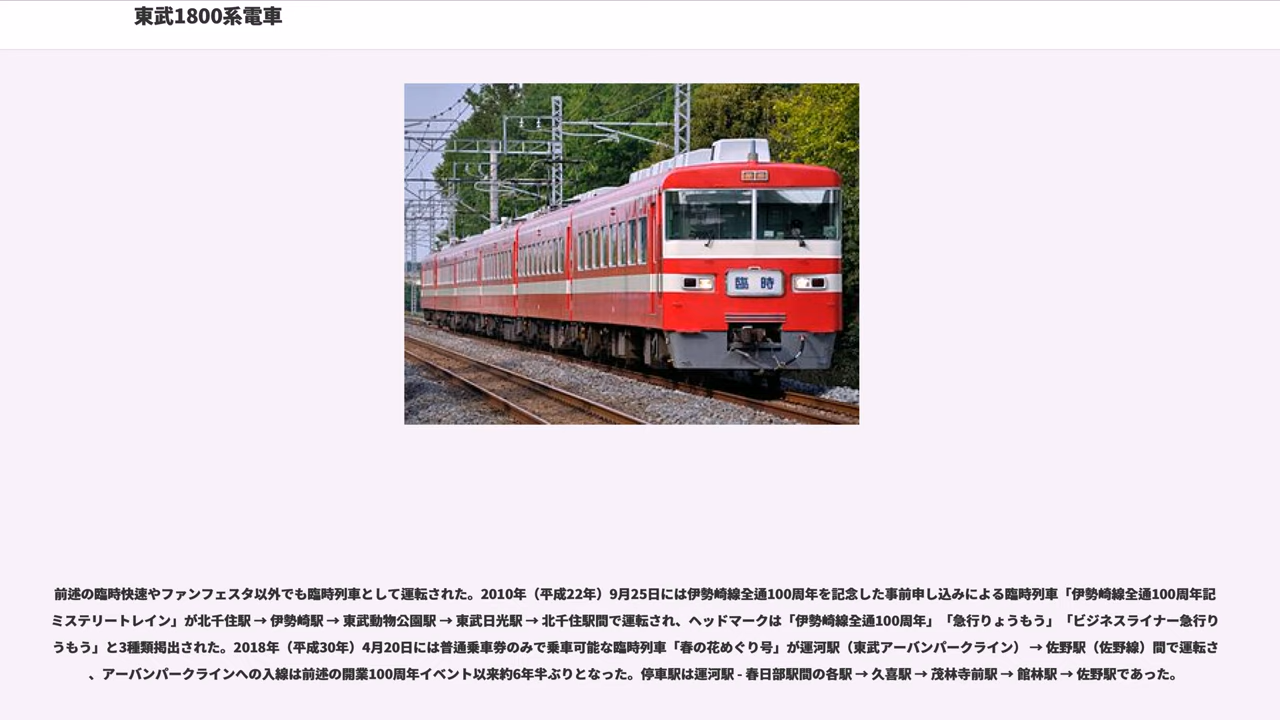 東武1800系電車
臨 時
前述の臨時快速やファンフェスタ以外でも臨時列車として運転された。2010年（平成22年）9月25日には伊勢崎線全通100周年を記念した事前申し込みによる臨時列車「伊勢崎線全通100周年記
ミステリートレイン」が北千住駅 → 伊勢崎駅 → 東武動物公園駅 → 東武日光駅 → 北千住駅間で運転され、ヘッドマークは「伊勢崎線全通100周年」「急行りょうもう」「ビジネスライナー急行り
うもう」と3種類掲出された。2018年（平成30年）4月20日には普通乗車券のみで乗車可能な臨時列車「春の花めぐり号」が運河駅（東武アーバンパークライン） → 佐野駅（佐野線）間で運転さ
、アーバンパークラインへの入線は前述の開業100周年イベント以来約6年半ぶりとなった。停車駅は運河駅 - 春日部駅間の各駅 → 久喜駅 → 茂林寺前駅 → 館林駅 → 佐野駅であった。